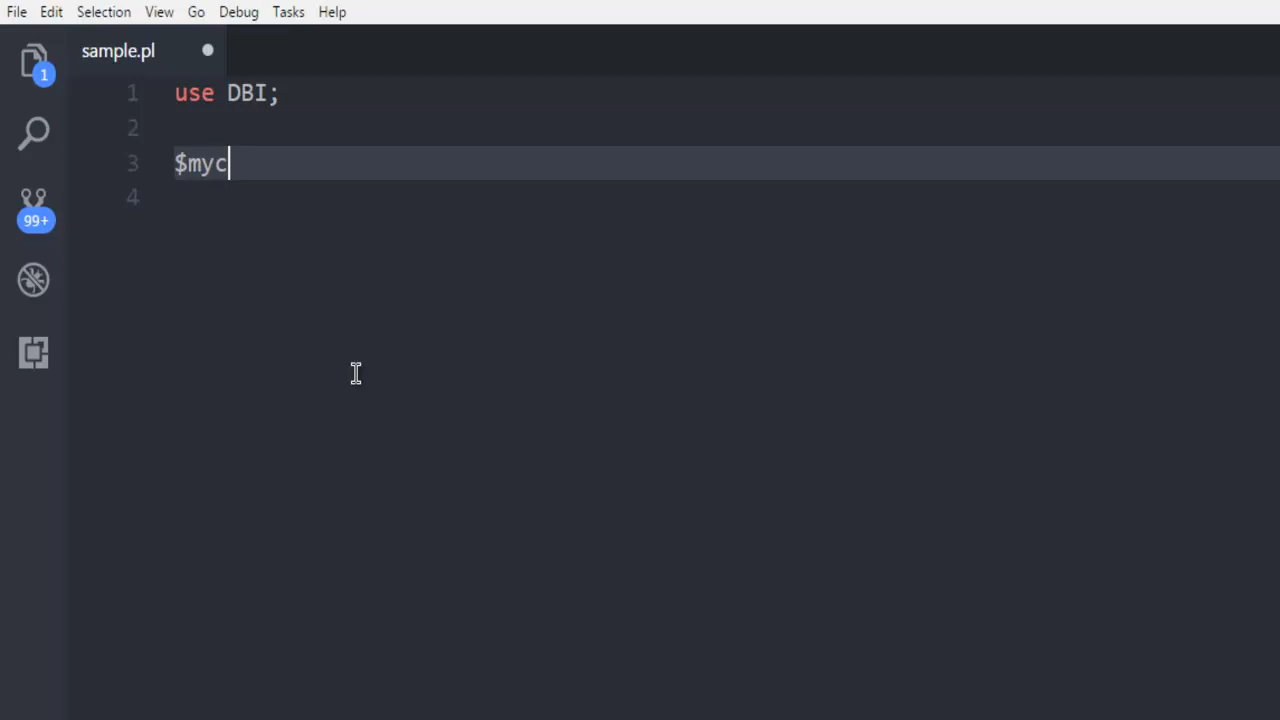 File Edit Selection View Go Debug Tasks Help
sample.pl
1
1 use DBI;
2
3 $myc
4
99+